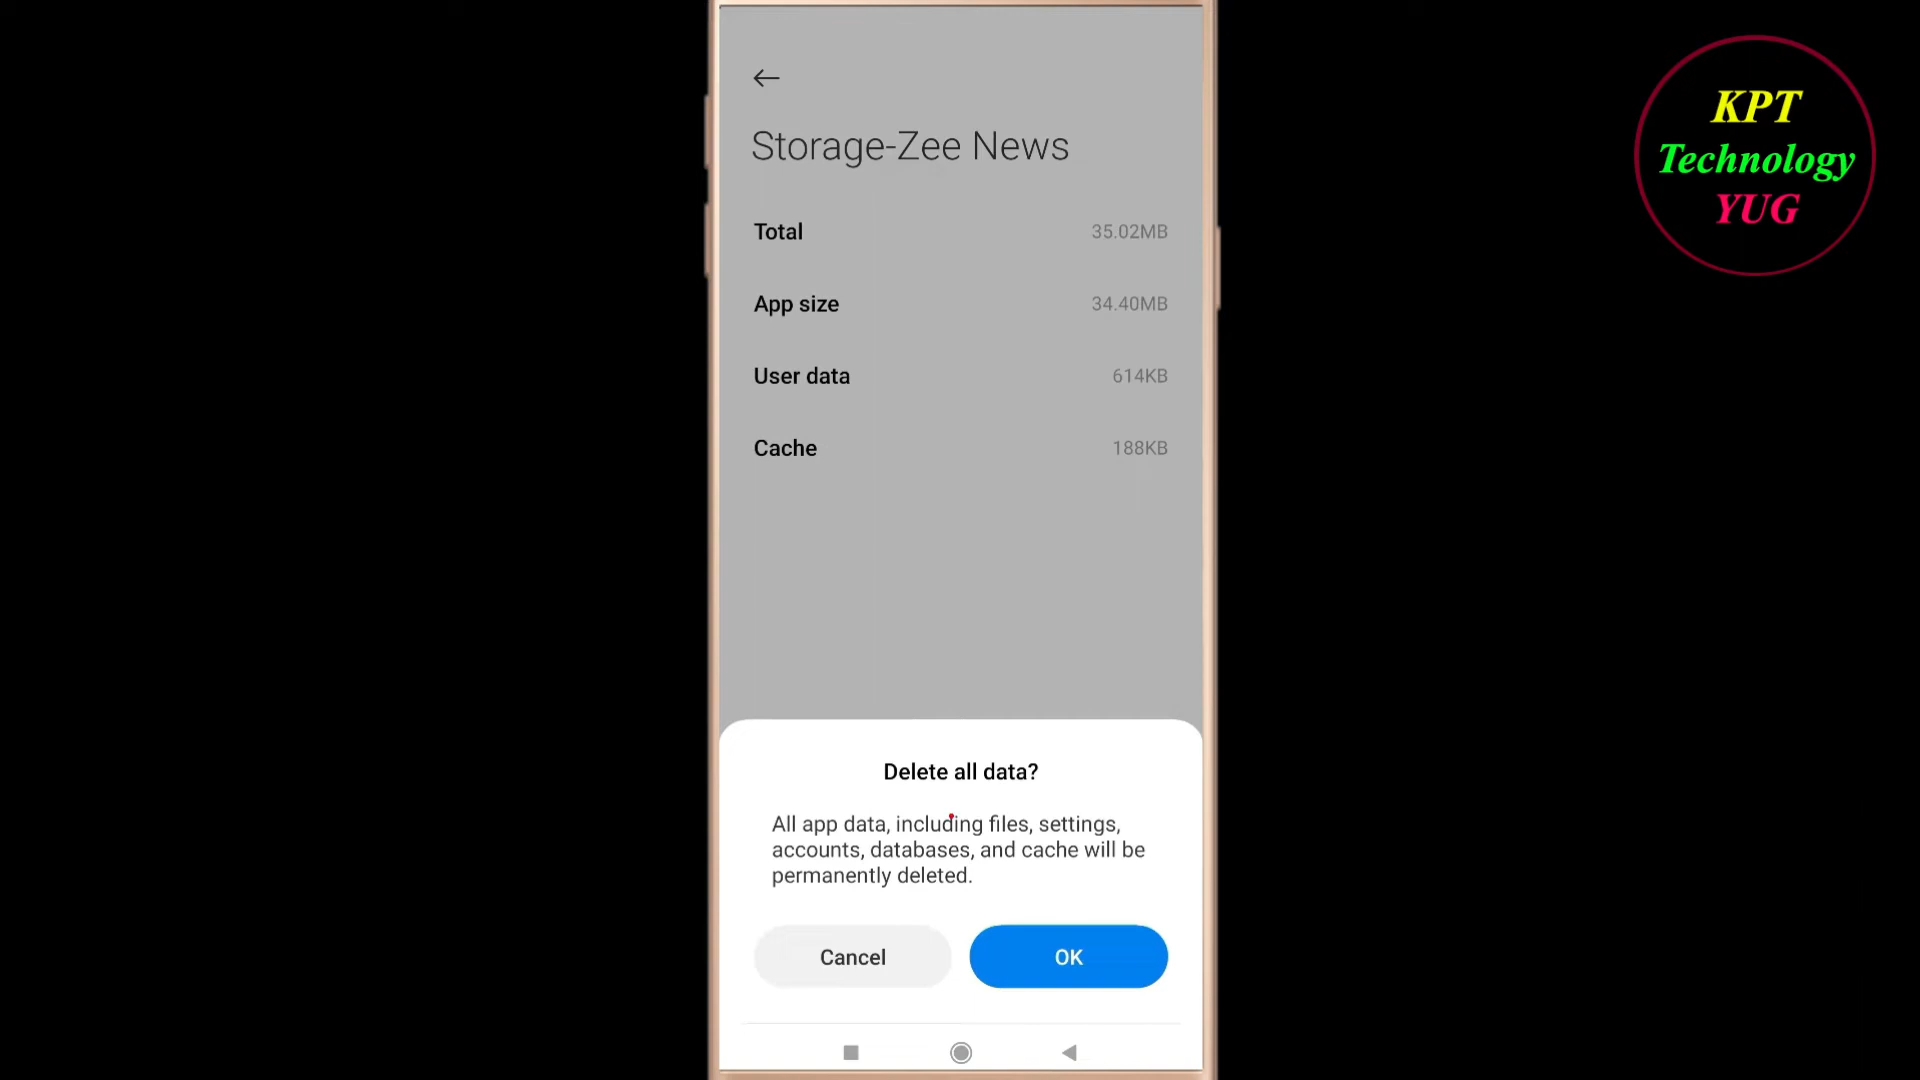 KPT
Technology
YUG
Storage-Zee News
Total 35.02MB
App size 34.40MB
User data 614KB
Cache 188KB
Delete all data?
All app data, including files, settings,
accounts, databases, and cache will be
permanently deleted.
Cancel OK